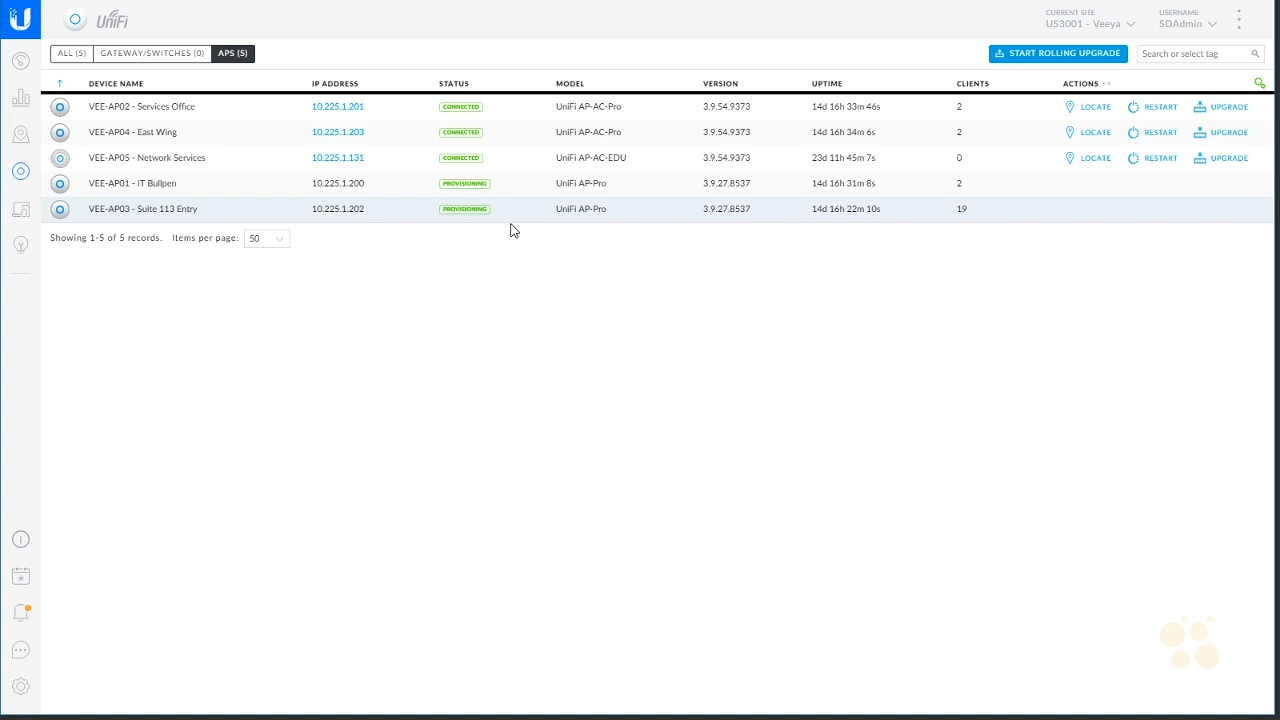 U UniFi CURRENT SITE USERNAME
US3001 - Veeya SDAdmin
ALL (5) GATEWAY/SWITCHES (0) APS (5) START ROLLING UPGRADE Search or select tag
DEVICE NAME IP ADDRESS STATUS MODEL VERSION UPTIME CLIENTS ACTIONS
VEE-AP02 - Services Office 10.225.1.201 CONNECTED UniFi AP-AC-Pro 3.9.54.9373 14d 16h 33m 46s 2 LOCATE RESTART UPGRADE
VEE-AP04 - East Wing 10.225.1.203 CONNECTED UniFi AP-AC-Pro 3.9.54.9373 14d 16h 34m 6s 2 LOCATE RESTART UPGRADE
VEE-AP05 - Network Services 10.225.1.131 CONNECTED UniFi AP-AC-EDU 3.9.54.9373 23d 11h 45m 7s 0 LOCATE RESTART UPGRADE
VEE-AP01 - IT Bullpen 10.225.1.200 PROVISIONING UniFi AP-Pro 3.9.27.8537 14d 16h 31m 8s 2
VEE-AP03 - Suite 113 Entry 10.225.1.202 PROVISIONING UniFi AP-Pro 3.9.27.8537 14d 16h 22m 10s 19
Showing 1-5 of 5 records. Items per page: 50